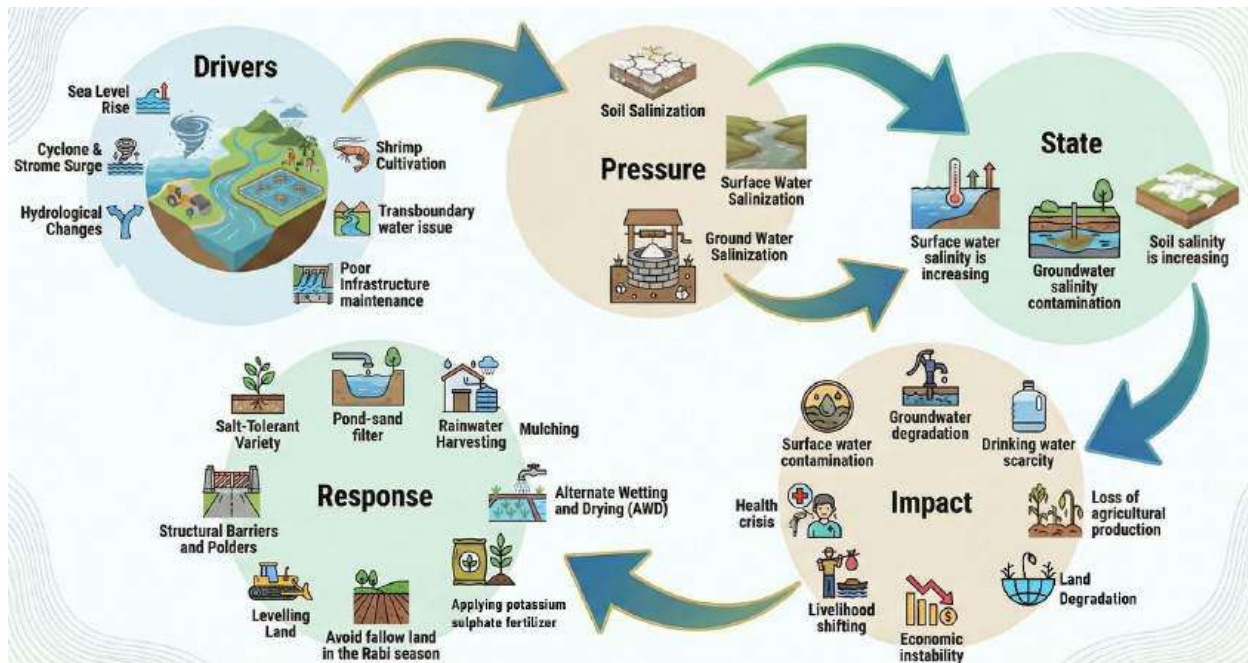 Drivers
Sea Level
Rise
Cyclone &
Strome Surge
Hydrological
Changes
Shrimp
Cultivation
Transboundary
water issue
Poor
Infrastructure
maintenance
Soil Salinization
Pressure
Surface Water
Salinization
Ground Water
Salinization
State
Surface water
salinity is
increasing
Groundwater
salinity
contamination
Soil salinity
is increasing
Salt-Tolerant
Variety
Pond-sand
filter
Rainwater
Harvesting
Mulching
Response
Alternate Wetting
and Drying (AWD)
Structural Barriers
and Polders
Levelling
Land
Avoid fallow land
in the Rabi season
Applying potassium
sulphate fertilizer
Surface water
contamination
Groundwater
degradation
Drinking water
scarcity
Health
crisis
Impact
Loss of
agricultural
production
Livelihood
shifting
Economic
instability
Land
Degradation